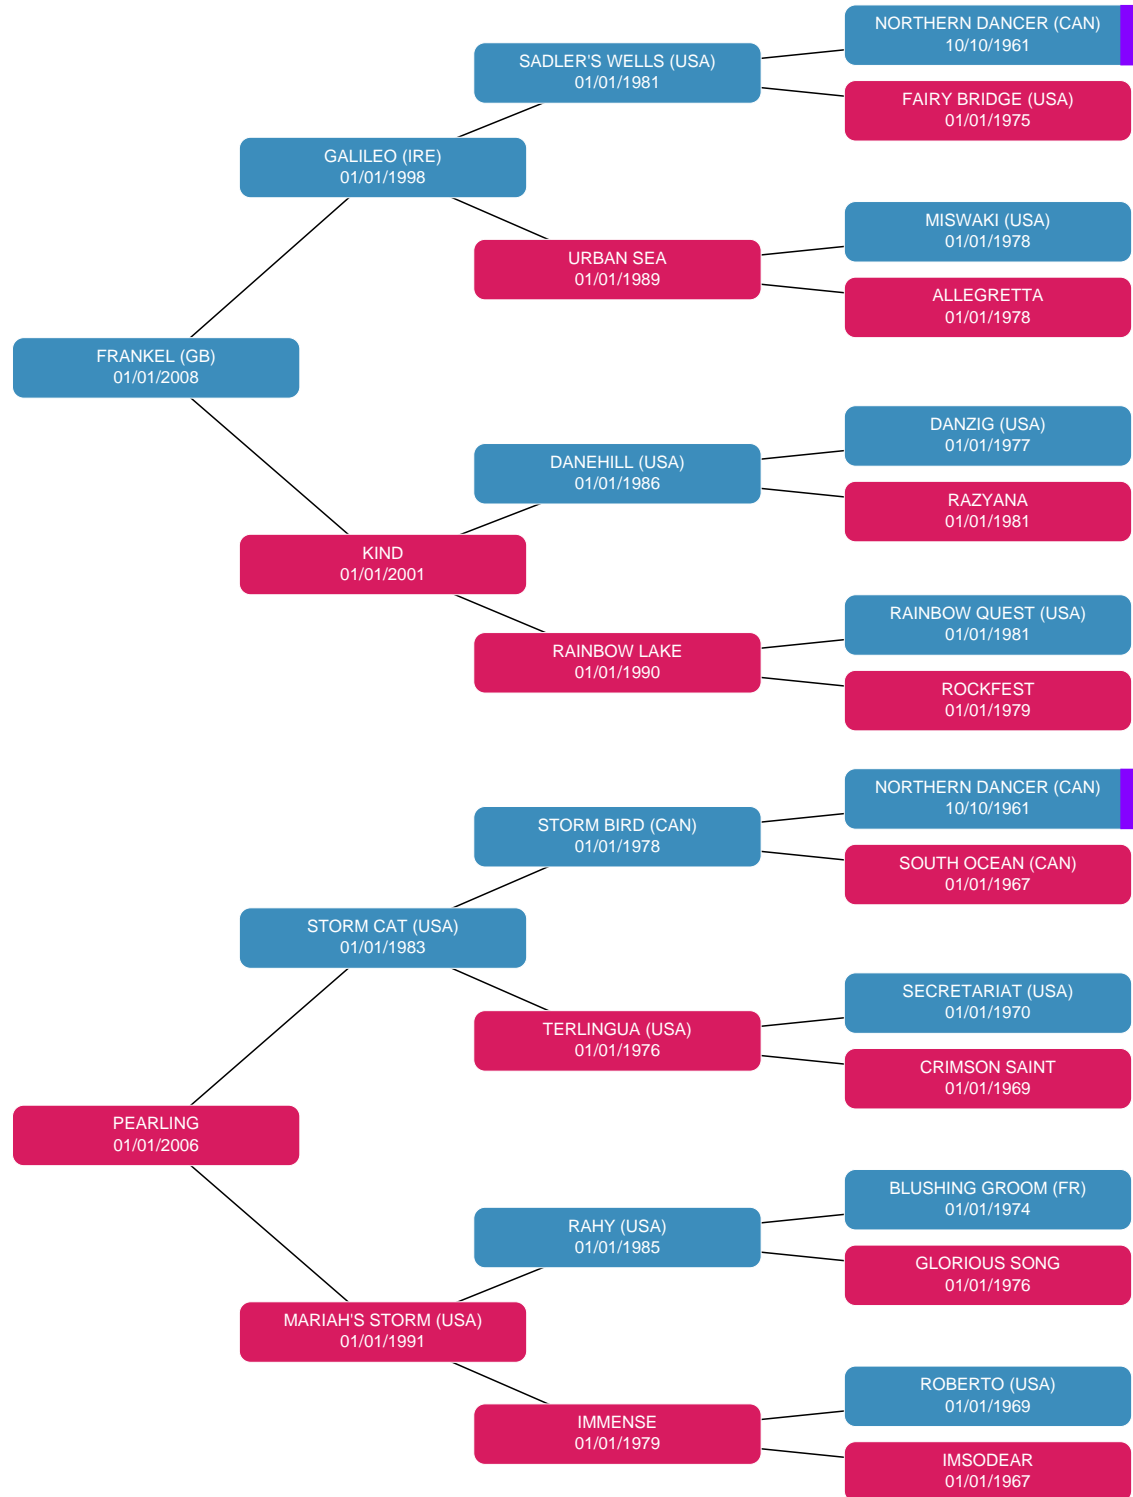 NORTHERN DANCER (CAN)
10/10/1961
SADLER'S WELLS (USA)
01/01/1981
FAIRY BRIDGE (USA)
01/01/1975
GALILEO (IRE)
01/01/1998
MISWAKI (USA)
01/01/1978
URBAN SEA
01/01/1989
ALLEGRETTA
01/01/1978
FRANKEL (GB)
01/01/2008
DANZIG (USA)
01/01/1977
DANEHILL (USA)
01/01/1986
RAZYANA
01/01/1981
KIND
01/01/2001
RAINBOW QUEST (USA)
01/01/1981
RAINBOW LAKE
01/01/1990
ROCKFEST
01/01/1979
NORTHERN DANCER (CAN)
10/10/1961
STORM BIRD (CAN)
01/01/1978
SOUTH OCEAN (CAN)
01/01/1967
STORM CAT (USA)
01/01/1983
SECRETARIAT (USA)
01/01/1970
TERLINGUA (USA)
01/01/1976
CRIMSON SAINT
01/01/1969
PEARLING
01/01/2006
BLUSHING GROOM (FR)
01/01/1974
RAHY (USA)
01/01/1985
GLORIOUS SONG
01/01/1976
MARIAH'S STORM (USA)
01/01/1991
ROBERTO (USA)
01/01/1969
IMMENSE
01/01/1979
IMSODEAR
01/01/1967